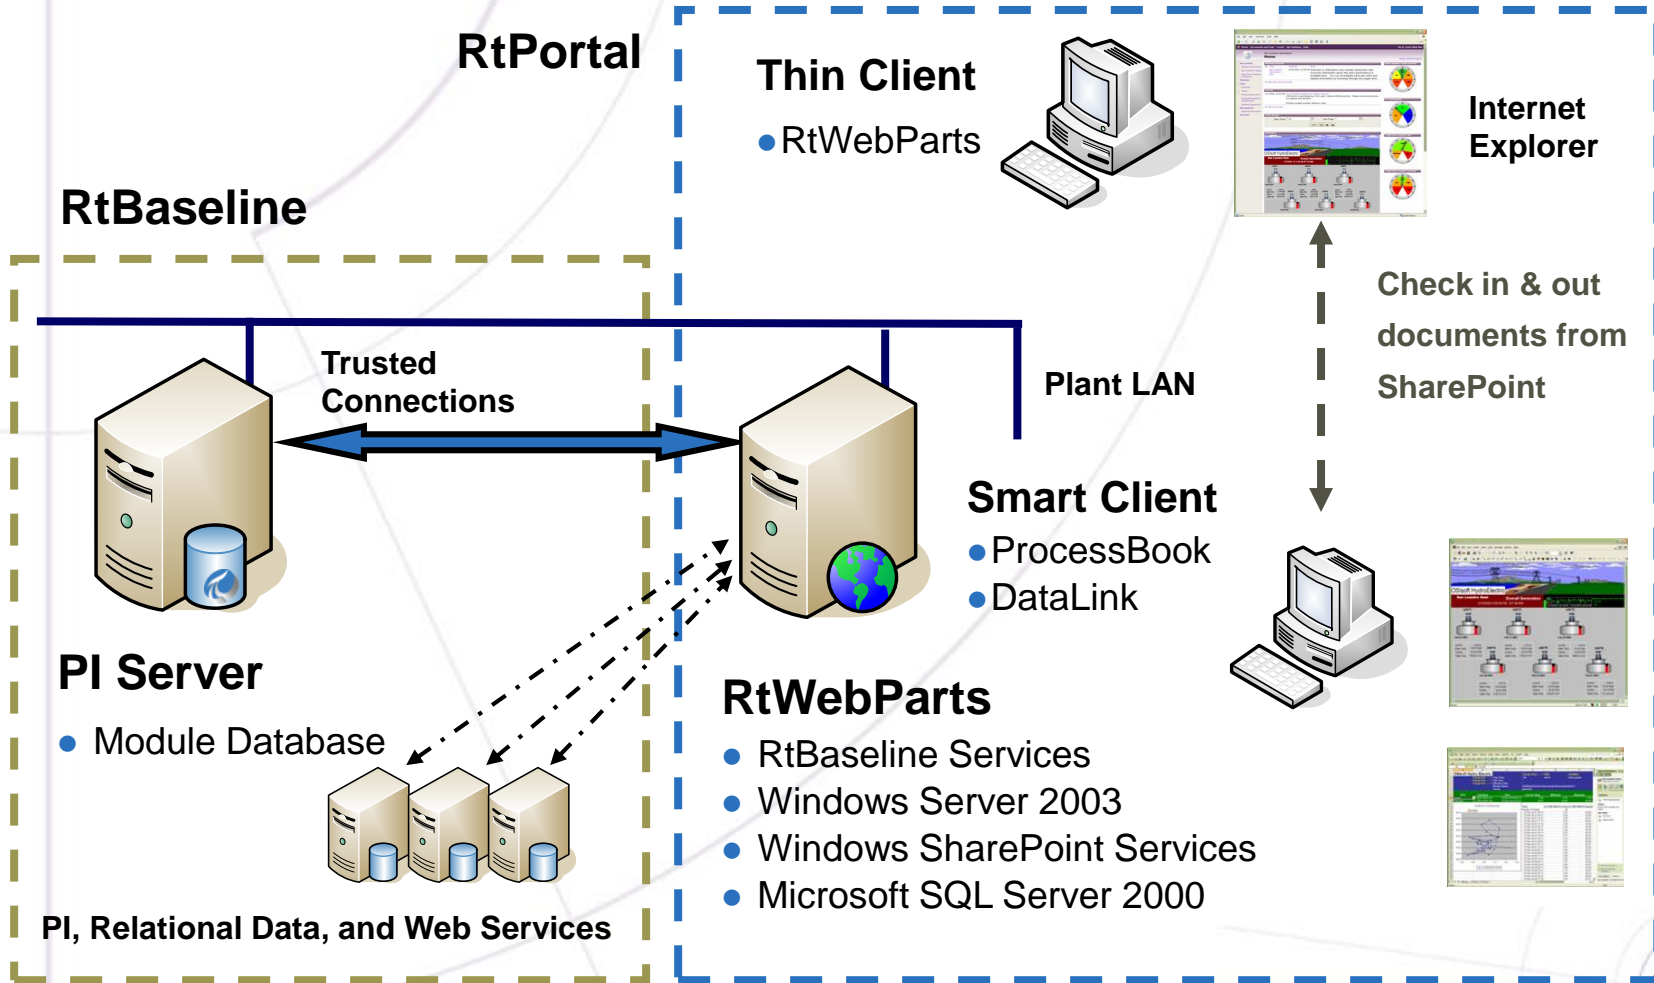 RtPortal
Thin Client
RtWebParts
Internet
Explorer
RtBaseline
Check in & out
documents from
SharePoint
Trusted
Connections
Plant LAN
Smart Client
ProcessBook
DataLink
PI Server
Module Database
RtWebParts
RtBaseline Services
Windows Server 2003
Windows SharePoint Services
Microsoft SQL Server 2000
PI, Relational Data, and Web Services
OSIsoft HydroElectric